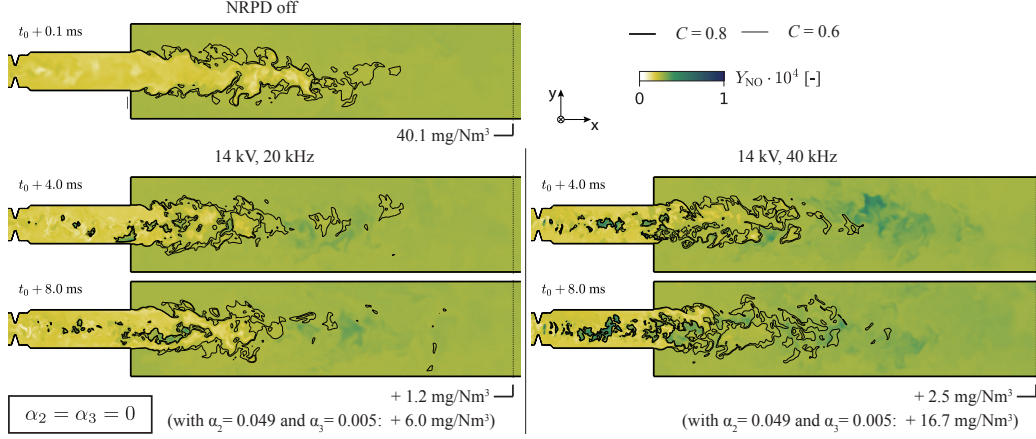 NRPD off
t₀ + 0.1 ms
40.1 mg/Nm³
C = 0.8 C = 0.6
Y_NO · 10⁴ [-]
0 1
y
x
14 kV, 20 kHz
t₀ + 4.0 ms
t₀ + 8.0 ms
+ 1.2 mg/Nm³
α₂ = α₃ = 0
(with α₂= 0.049 and α₃= 0.005: + 6.0 mg/Nm³)
14 kV, 40 kHz
t₀ + 4.0 ms
t₀ + 8.0 ms
+ 2.5 mg/Nm³
(with α₂= 0.049 and α₃= 0.005: + 16.7 mg/Nm³)